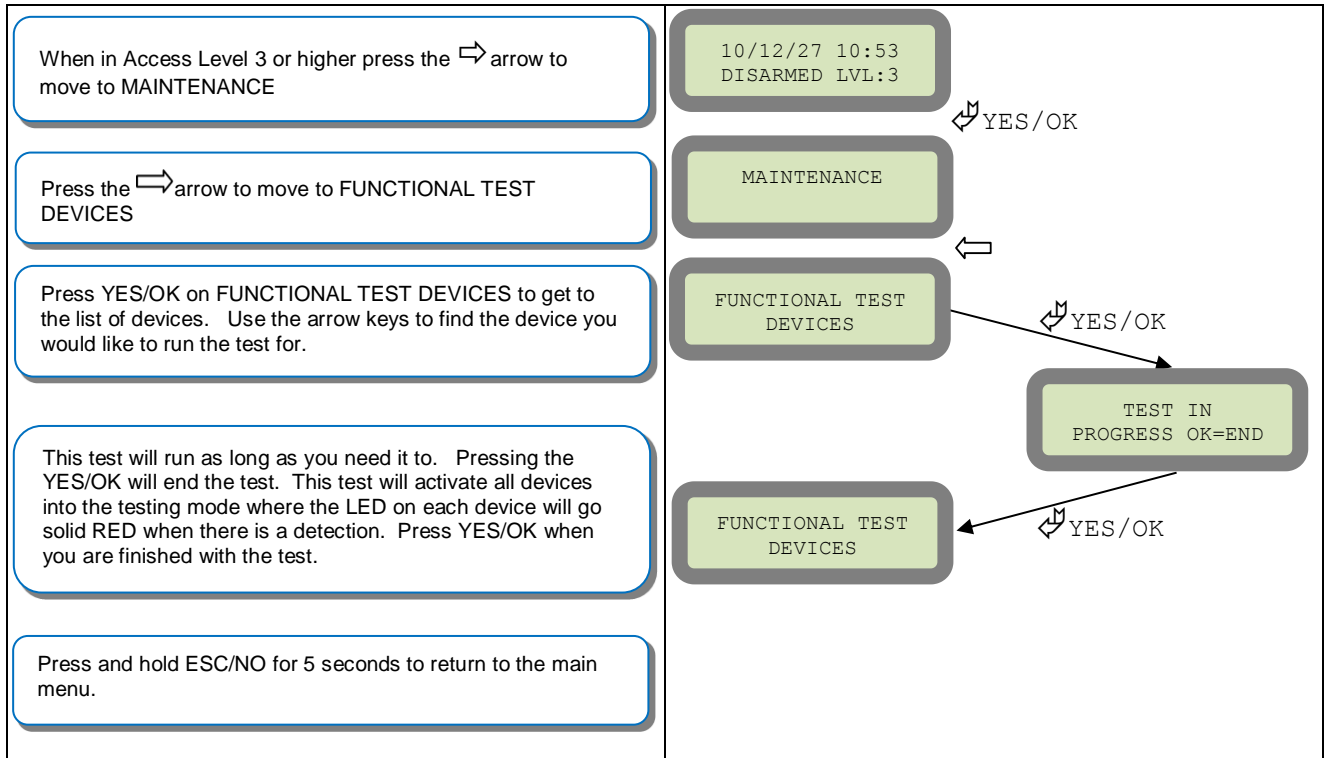 When in Access Level 3 or higher press the ⇨ arrow to
move to MAINTENANCE
10/12/27 10:53
DISARMED LVL:3
YES/OK
Press the ⇨ arrow to move to FUNCTIONAL TEST
DEVICES
MAINTENANCE
⇦
Press YES/OK on FUNCTIONAL TEST DEVICES to get to
the list of devices. Use the arrow keys to find the device you
would like to run the test for.
FUNCTIONAL TEST
DEVICES
YES/OK
TEST IN
PROGRESS OK=END
This test will run as long as you need it to. Pressing the
YES/OK will end the test. This test will activate all devices
into the testing mode where the LED on each device will go
solid RED when there is a detection. Press YES/OK when
you are finished with the test.
FUNCTIONAL TEST
DEVICES
YES/OK
Press and hold ESC/NO for 5 seconds to return to the main
menu.